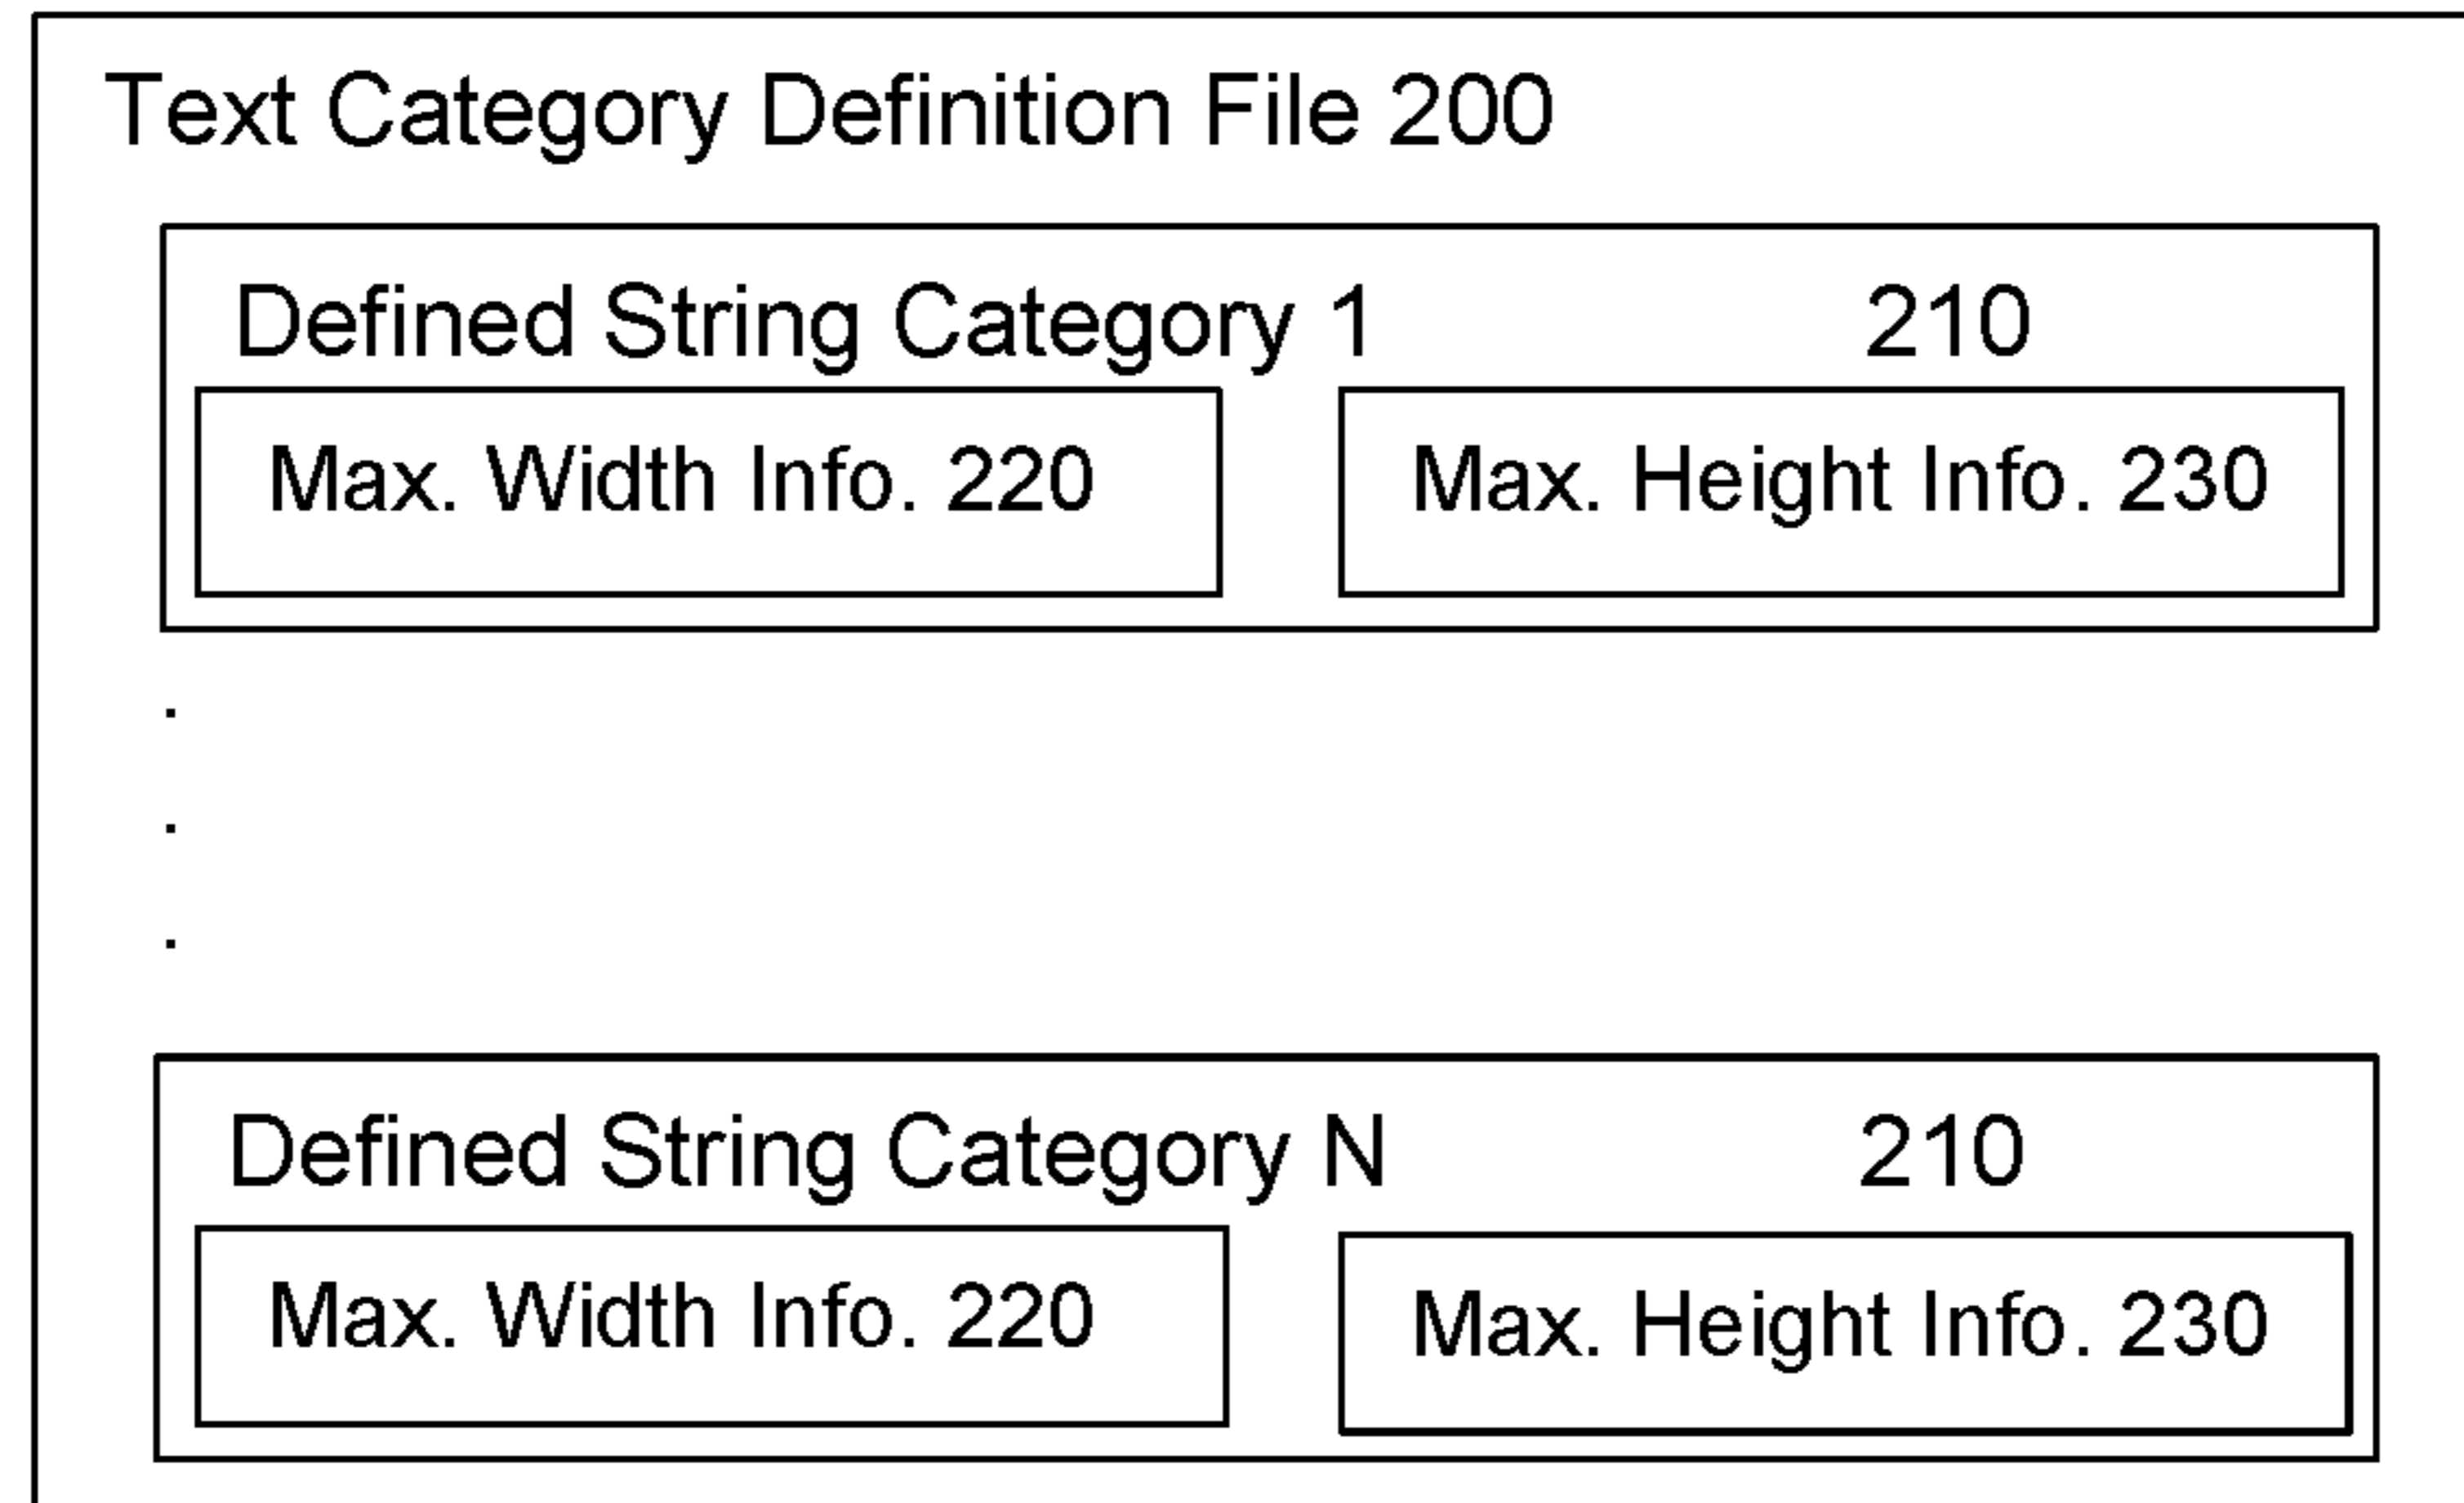 Text Category Definition File 200
Defined String Category 1 210
Max. Width Info. 220 Max. Height Info. 230
.
.
.
Defined String Category N 210
Max. Width Info. 220 Max. Height Info. 230